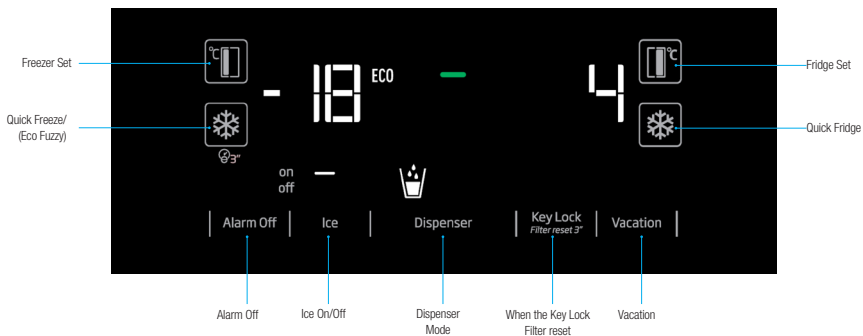 Freezer Set
Quick Freeze/
(Eco Fuzzy)
°C
- 18
ECO
4
°C
Fridge Set
Quick Fridge
3"
on
off
Alarm Off
Ice
Dispenser
Key Lock
Filter reset 3"
Vacation
Alarm Off
Ice On/Off
Dispenser
Mode
When the Key Lock
Filter reset
Vacation